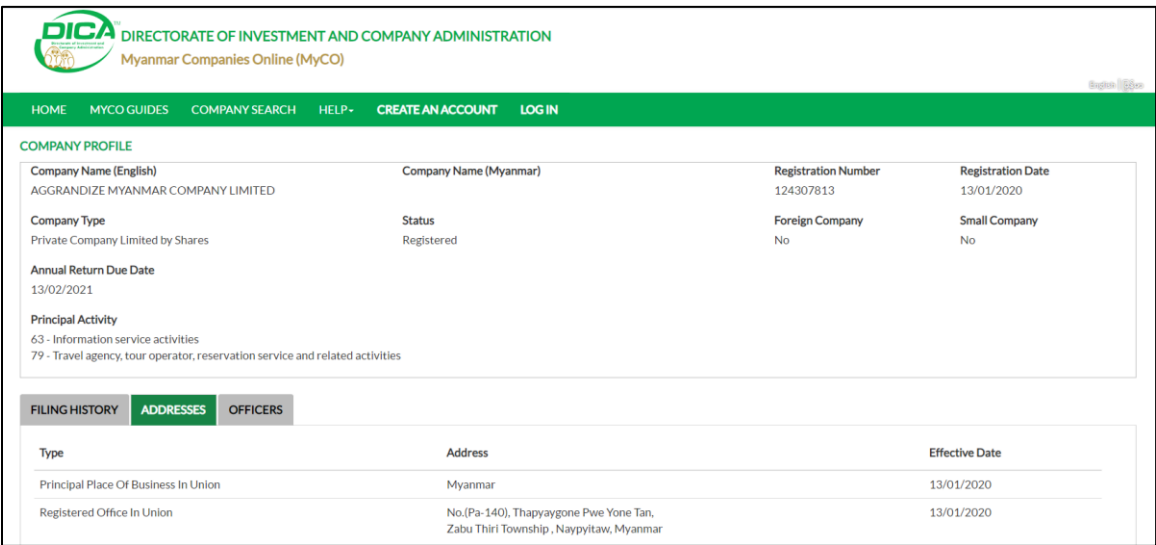 DICA
DIRECTORATE OF INVESTMENT AND COMPANY ADMINISTRATION
Myanmar Companies Online (MyCO)
English
HOME MYCO GUIDES COMPANY SEARCH HELP CREATE AN ACCOUNT LOG IN
COMPANY PROFILE
Company Name (English) Company Name (Myanmar) Registration Number Registration Date
AGGRANDIZE MYANMAR COMPANY LIMITED 124307813 13/01/2020
Company Type Status Foreign Company Small Company
Private Company Limited by Shares Registered No No
Annual Return Due Date
13/02/2021
Principal Activity
63 - Information service activities
79 - Travel agency, tour operator, reservation service and related activities
FILING HISTORY ADDRESSES OFFICERS
Type Address Effective Date
Principal Place Of Business In Union Myanmar 13/01/2020
Registered Office In Union No.(Pa-140), Thapyaygone Pwe Yone Tan, 13/01/2020
Zabu Thiri Township , Naypyitaw, Myanmar